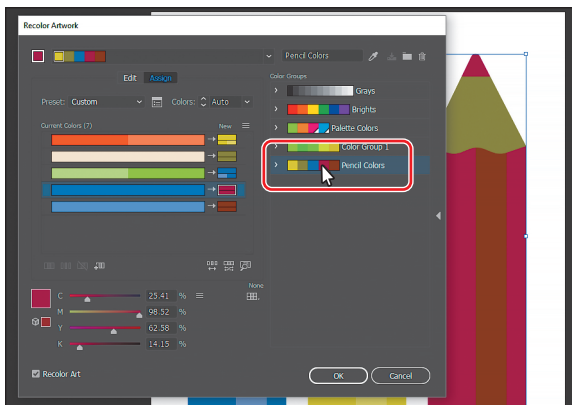 Recolor Artwork
Pencil Colors
Edit Assign
Color Groups
Preset: Custom Colors: Auto
Grays
Brights
Palette Colors
Color Group 1
Pencil Colors
Current Colors (7) New
None
C 25.41 %
M 98.52 %
Y 62.58 %
K 14.15 %
Recolor Art
OK Cancel